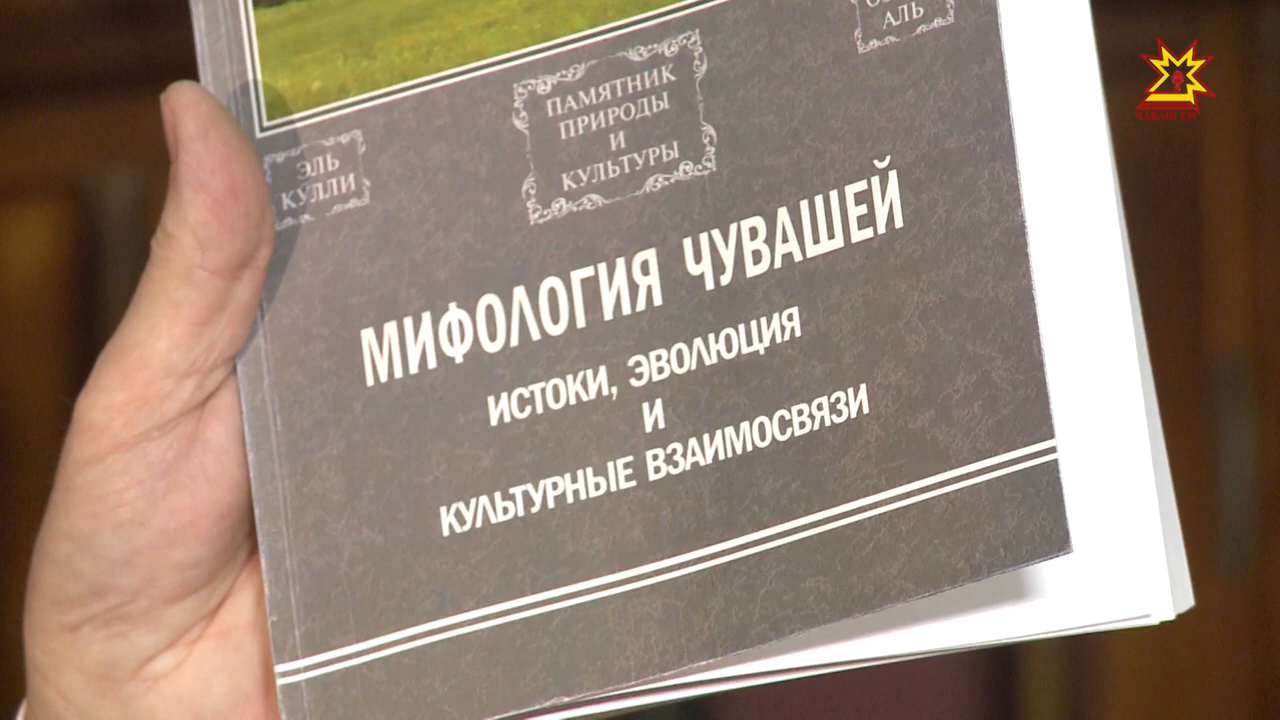 АЛЬ
ПАМЯТНИК
ПРИРОДЫ
И
КУЛЬТУРЫ
ЭЛЬ
КУЛЛИ
МИФОЛОГИЯ ЧУВАШЕЙ
ИСТОКИ, ЭВОЛЮЦИЯ
И
КУЛЬТУРНЫЕ ВЗАИМОСВЯЗИ